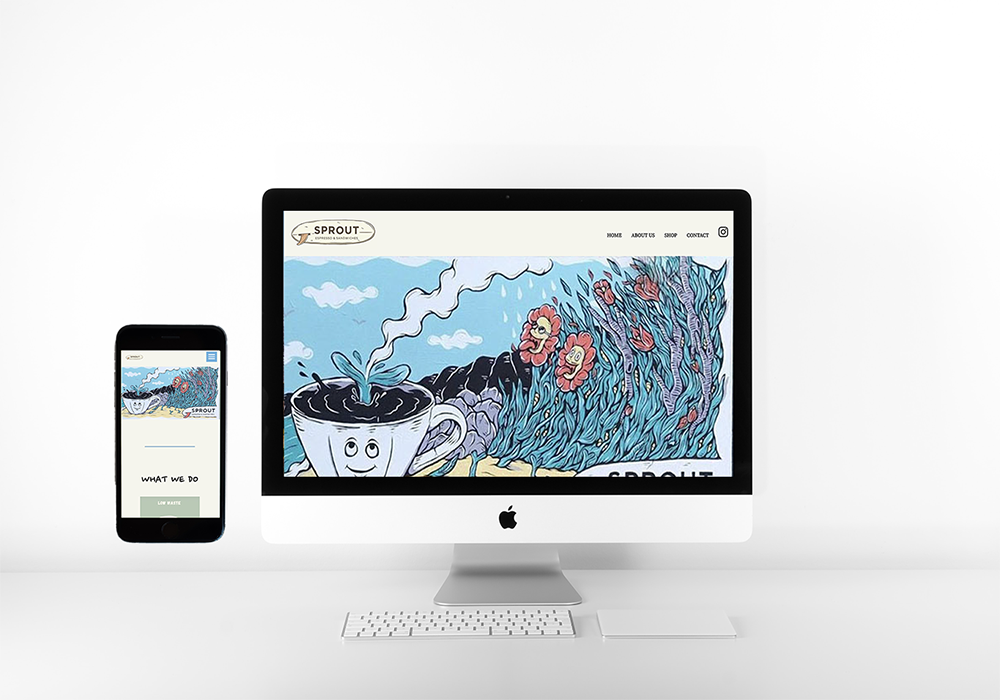 SPROUT
ESPRESSO & SANDWICHES
HOME ABOUT US SHOP CONTACT
SPROUT
SPROUT
WHAT WE DO
LOW WASTE